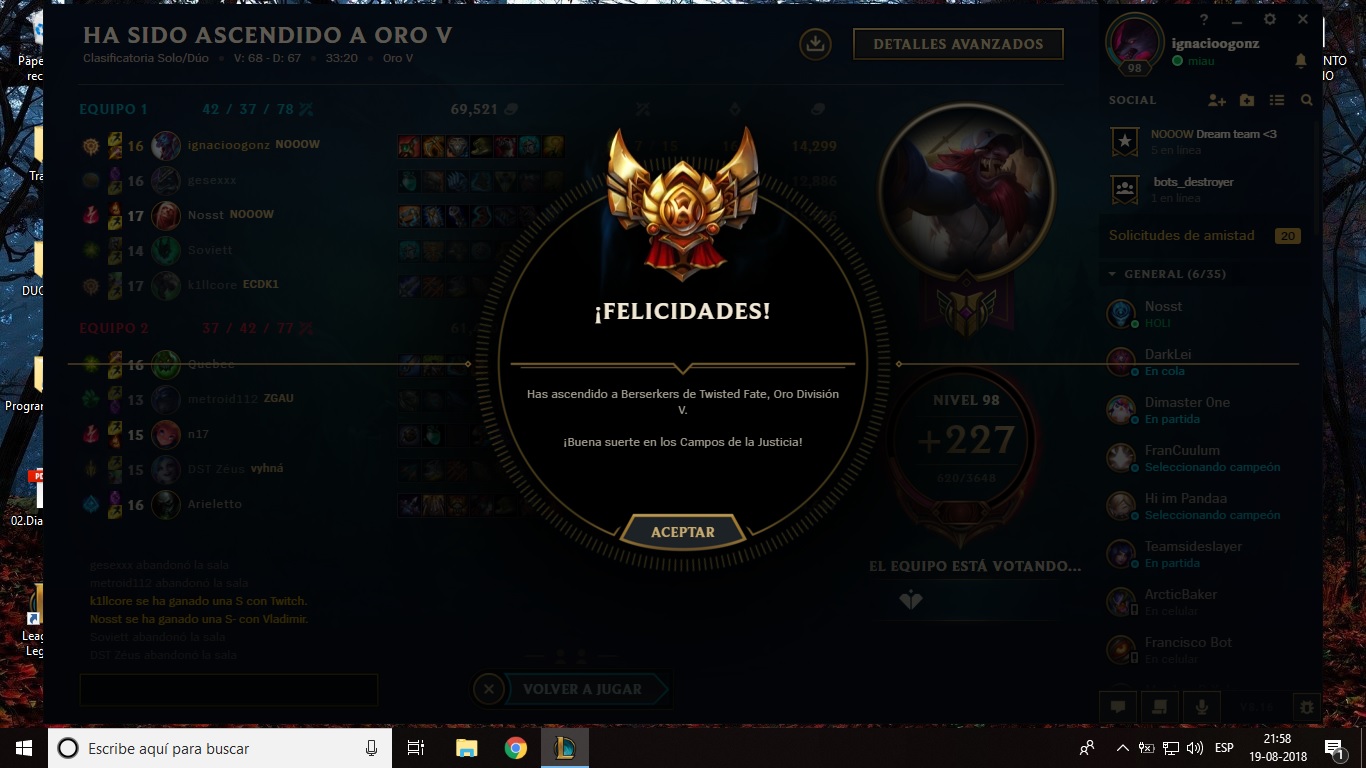 HA SIDO ASCENDIDO A ORO V
Clasificatoria Solo/Dúo V: 68 - D: 67 33:20 Oro V
DETALLES AVANZADOS
EQUIPO 1 42 / 37 / 78 69,521
16 ignacioogonz NOOOW 14,299
16 gesexxx 12,886
17 Nosst NOOOW
14 Soviett
17 k1llcore ECDK1
EQUIPO 2 37 / 42 / 77
16 Quebec
13 metroid112 ZGAU
15 n17
15 DST Zéus vyhná
16 Arieletto
gesexxx abandonó la sala
metroid112 abandonó la sala
k1llcore se ha ganado una S con Twitch.
Nosst se ha ganado una S- con Vladimir.
Soviett abandonó la sala
DST Zéus abandonó la sala
VOLVER A JUGAR
¡FELICIDADES!
Has ascendido a Berserkers de Twisted Fate, Oro División
V.
¡Buena suerte en los Campos de la Justicia!
ACEPTAR
NIVEL 98
+227
620/3648
EL EQUIPO ESTÁ VOTANDO...
98
ignacioogonz
miau
SOCIAL
NOOOW Dream team <3
5 en línea
bots_destroyer
1 en línea
Solicitudes de amistad 20
GENERAL (6/35)
Nosst
HOLI
DarkLei
En cola
Dimaster One
En partida
FranCuulum
Seleccionando campeón
Hi im Pandaa
Seleccionando campeón
Teamsideslayer
En partida
ArcticBaker
En celular
Francisco Bot
En celular
V8.16
Pape
rec
Tra
DUO
Program
02.Dia
Leag
Leg
NTO
IO
Escribe aquí para buscar
ESP
21:58
19-08-2018
1